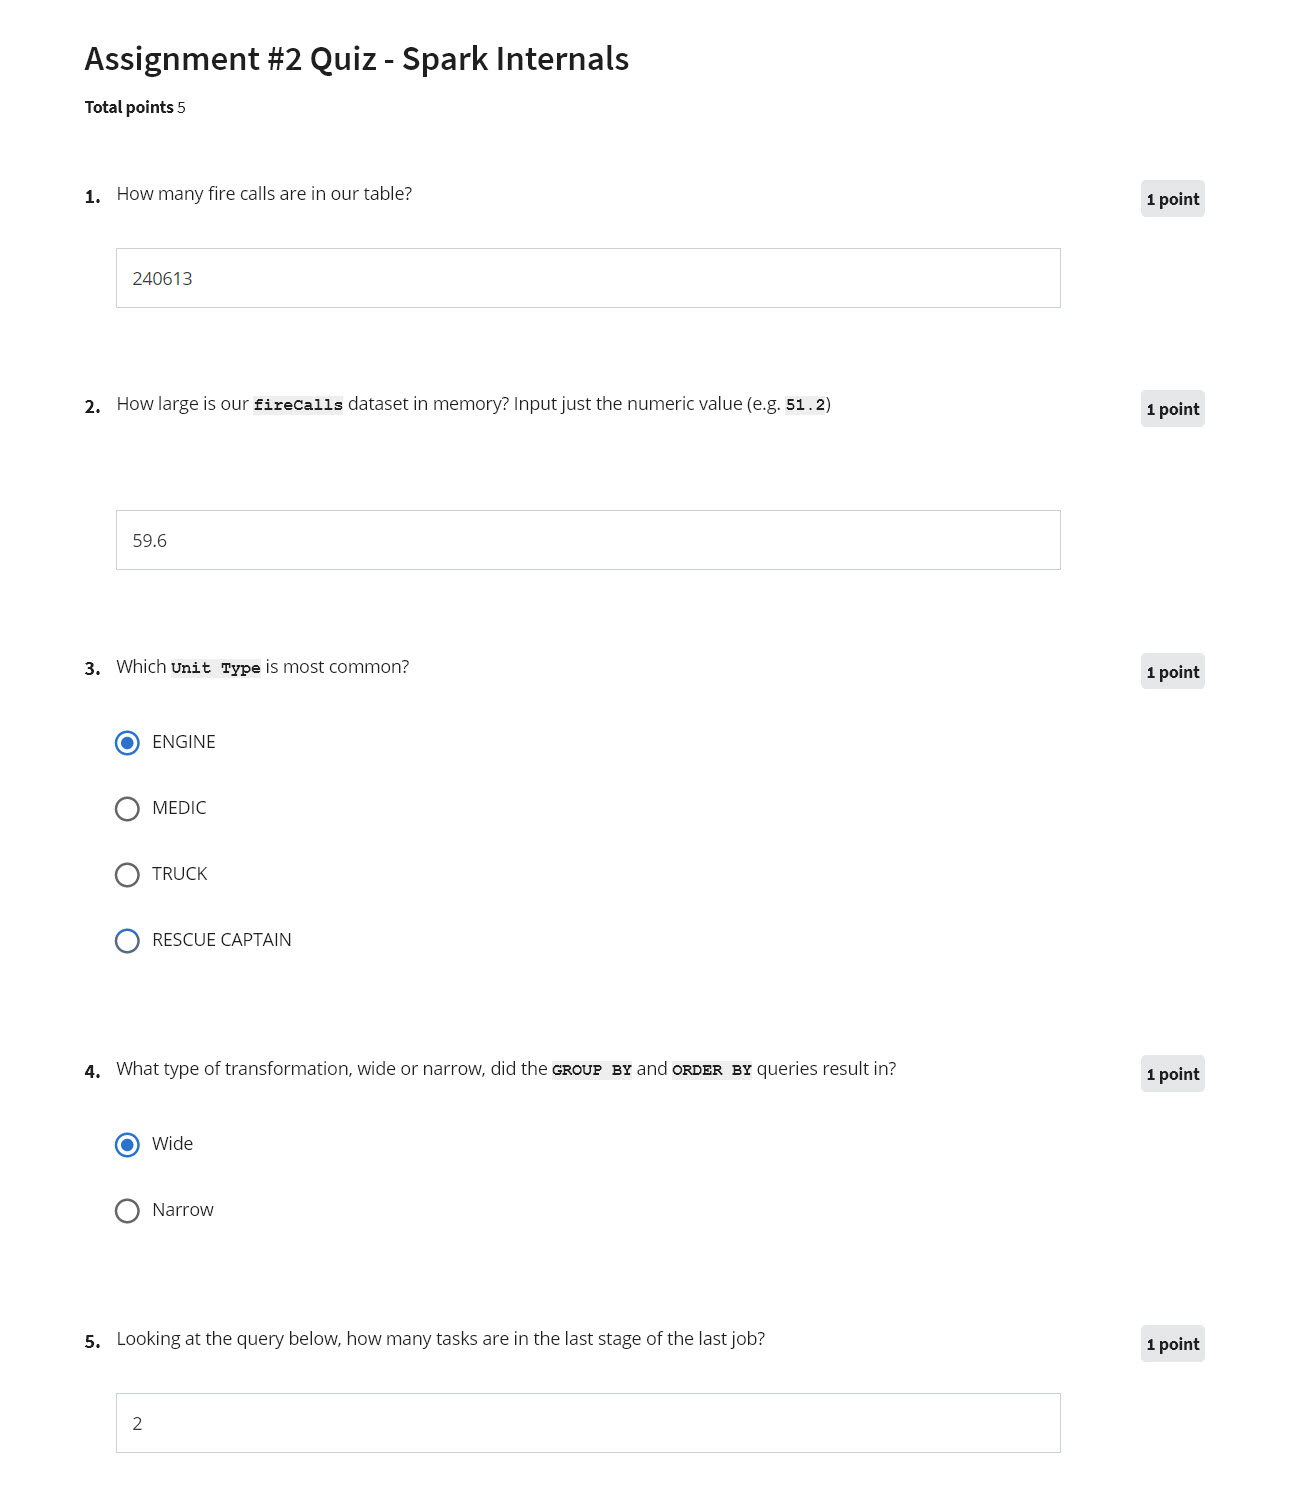 Assignment #2 Quiz - Spark Internals
Total points 5
1. How many fire calls are in our table?
1 point
240613
2. How large is our fireCalls dataset in memory? Input just the numeric value (e.g. 51.2)
1 point
59.6
3. Which Unit Type is most common?
1 point
ENGINE
MEDIC
TRUCK
RESCUE CAPTAIN
4. What type of transformation, wide or narrow, did the GROUP BY and ORDER BY queries result in?
1 point
Wide
Narrow
5. Looking at the query below, how many tasks are in the last stage of the last job?
1 point
2